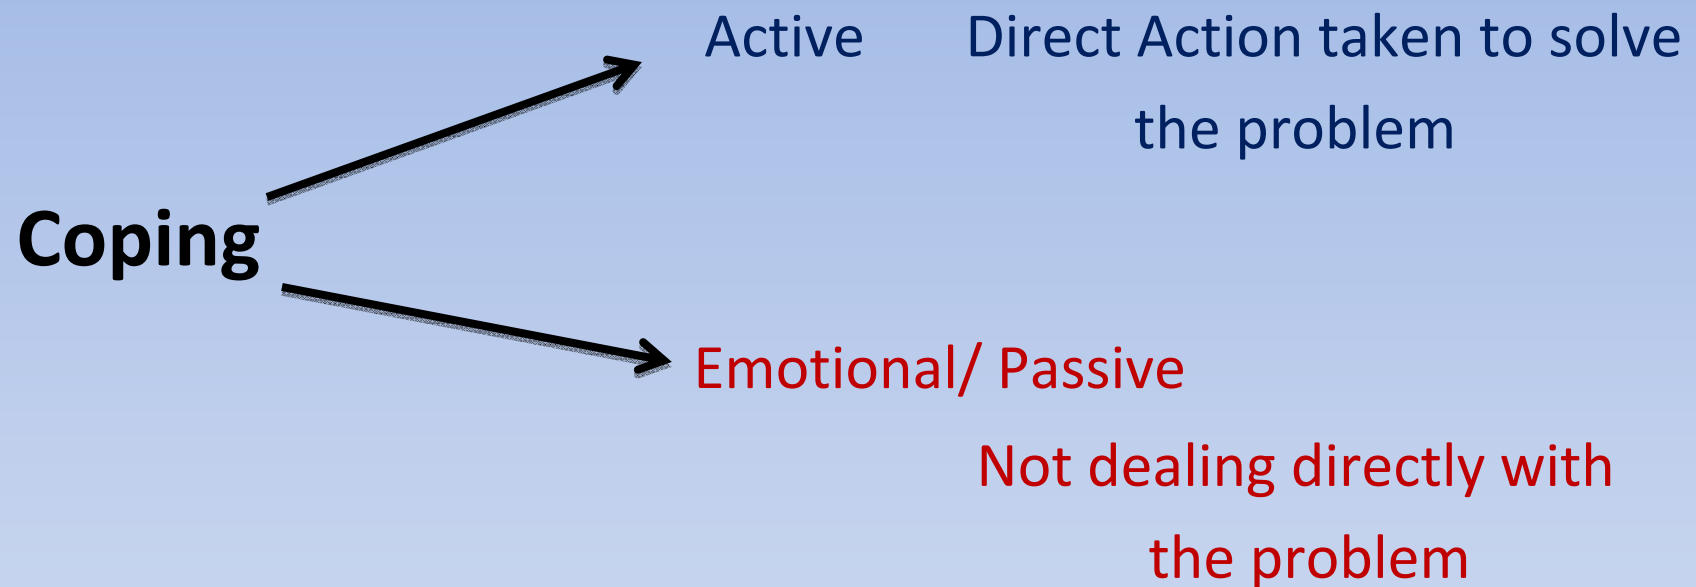 Active Direct Action taken to solve
the problem
Coping
Emotional/ Passive
Not dealing directly with
the problem